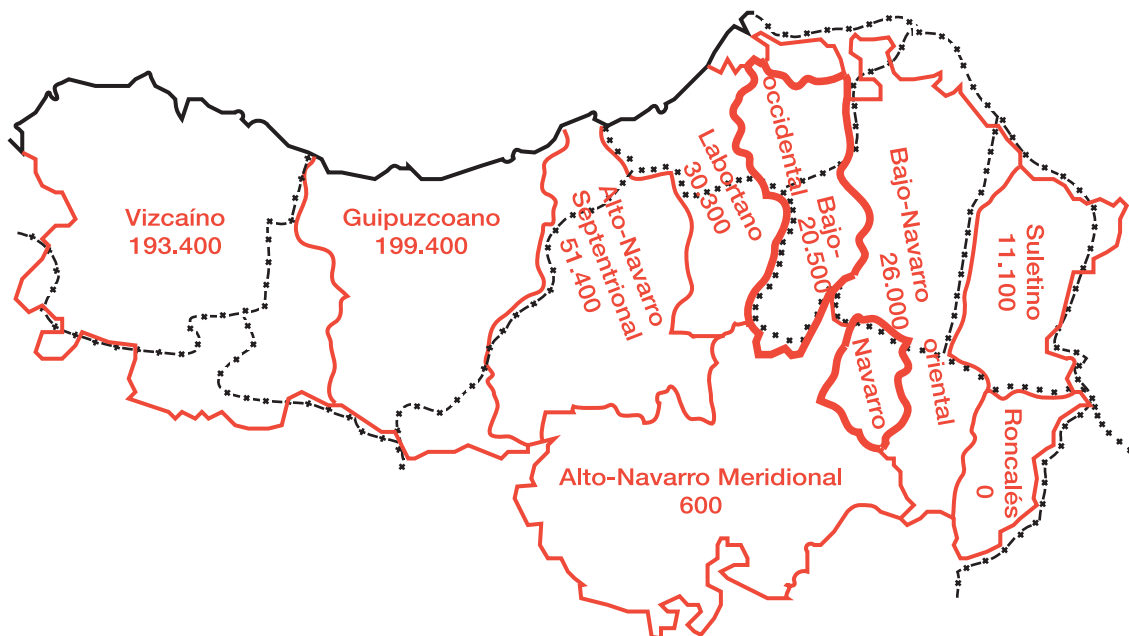 Vizcaíno
193.400
Guipuzcoano
199.400
Alto-Navarro
Septentrional
51.400
Labortano
30.300
occidental
Bajo-
20.500
Navarro
Bajo-Navarro
26.000
oriental
Suletino
11.100
Roncalés
0
Alto-Navarro Meridional
600